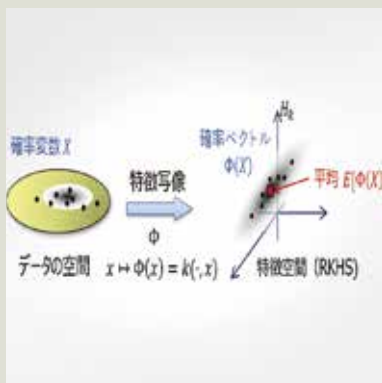 H_k
確率変数 X
確率ベクトル
Φ(X)
特徴写像
平均 E[Φ(X)
Φ
データの空間 x ↦ Φ(x) = k(·, x)
特徴空間 (RKHS)